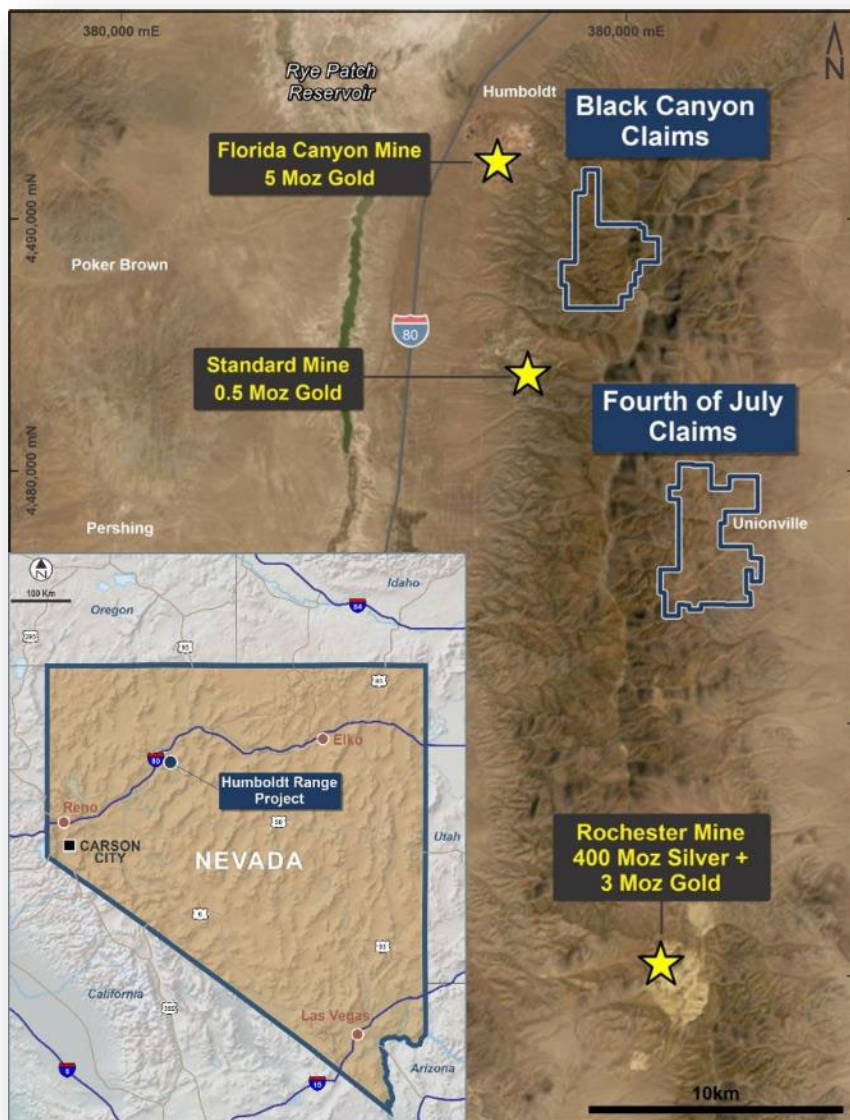 380,000 mE
380,000 mE
N
Rye Patch
Reservoir
Humboldt
Black Canyon
Claims
Florida Canyon Mine
5 Moz Gold
4,490,000 mN
Poker Brown
80
Standard Mine
0.5 Moz Gold
Fourth of July
Claims
4,480,000 mN
Pershing
Unionville
N
100 Km
Oregon
Idaho
84
395
95
93
Elko
80
Humboldt Range
Project
Reno
50
Utah
CARSON
CITY
NEVADA
Rochester Mine
400 Moz Silver +
3 Moz Gold
6
93
California
Las Vegas
15
Arizona
10km